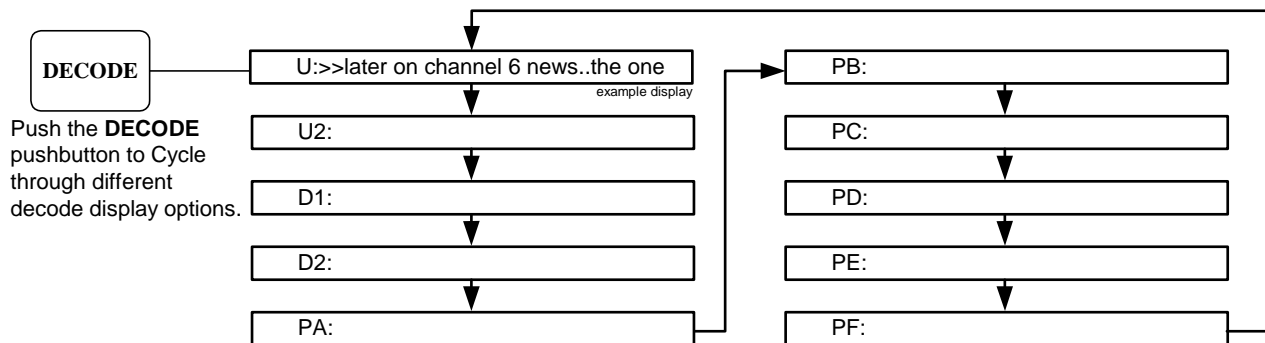 DECODE
Push the DECODE
pushbutton to Cycle
through different
decode display options.
U:>>later on channel 6 news..the one
example display
U2:
D1:
D2:
PA:
PB:
PC:
PD:
PE:
PF: